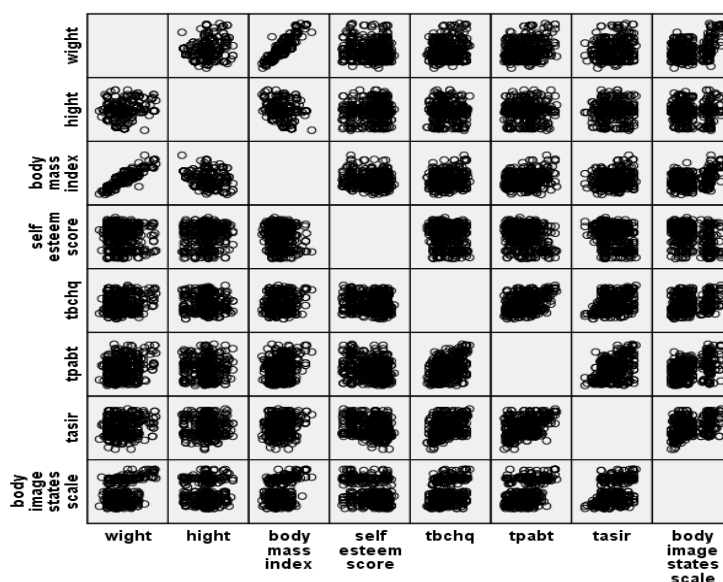 wight
hight
body
mass
index
self
esteem
score
tbchq
tpabt
tasir
body
image
states
scale
wight
hight
body
mass
index
self
esteem
score
tbchq
tpabt
tasir
body
image
states
scale